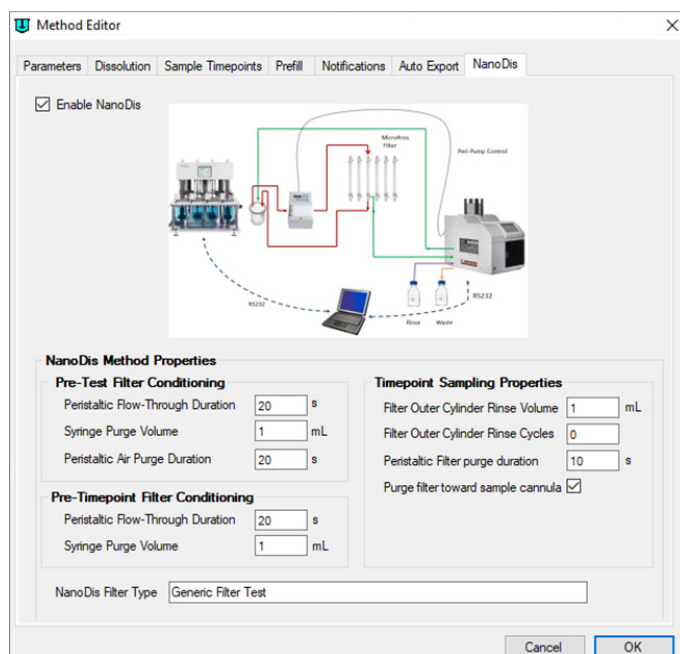 Method Editor
Parameters Dissolution Sample Timepoints Prefill Notifications Auto Export NanoDis
Enable NanoDis
MicroKros
Filter
Peri-Pump Control
RS232
RS232
Rinse Waste
NanoDis Method Properties
Pre-Test Filter Conditioning
Peristaltic Flow-Through Duration 20 s
Syringe Purge Volume 1 mL
Peristaltic Air Purge Duration 20 s
Pre-Timepoint Filter Conditioning
Peristaltic Flow-Through Duration 20 s
Syringe Purge Volume 1 mL
Timepoint Sampling Properties
Filter Outer Cylinder Rinse Volume 1 mL
Filter Outer Cylinder Rinse Cycles 0
Peristaltic Filter purge duration 10 s
Purge filter toward sample cannula
NanoDis Filter Type Generic Filter Test
Cancel OK